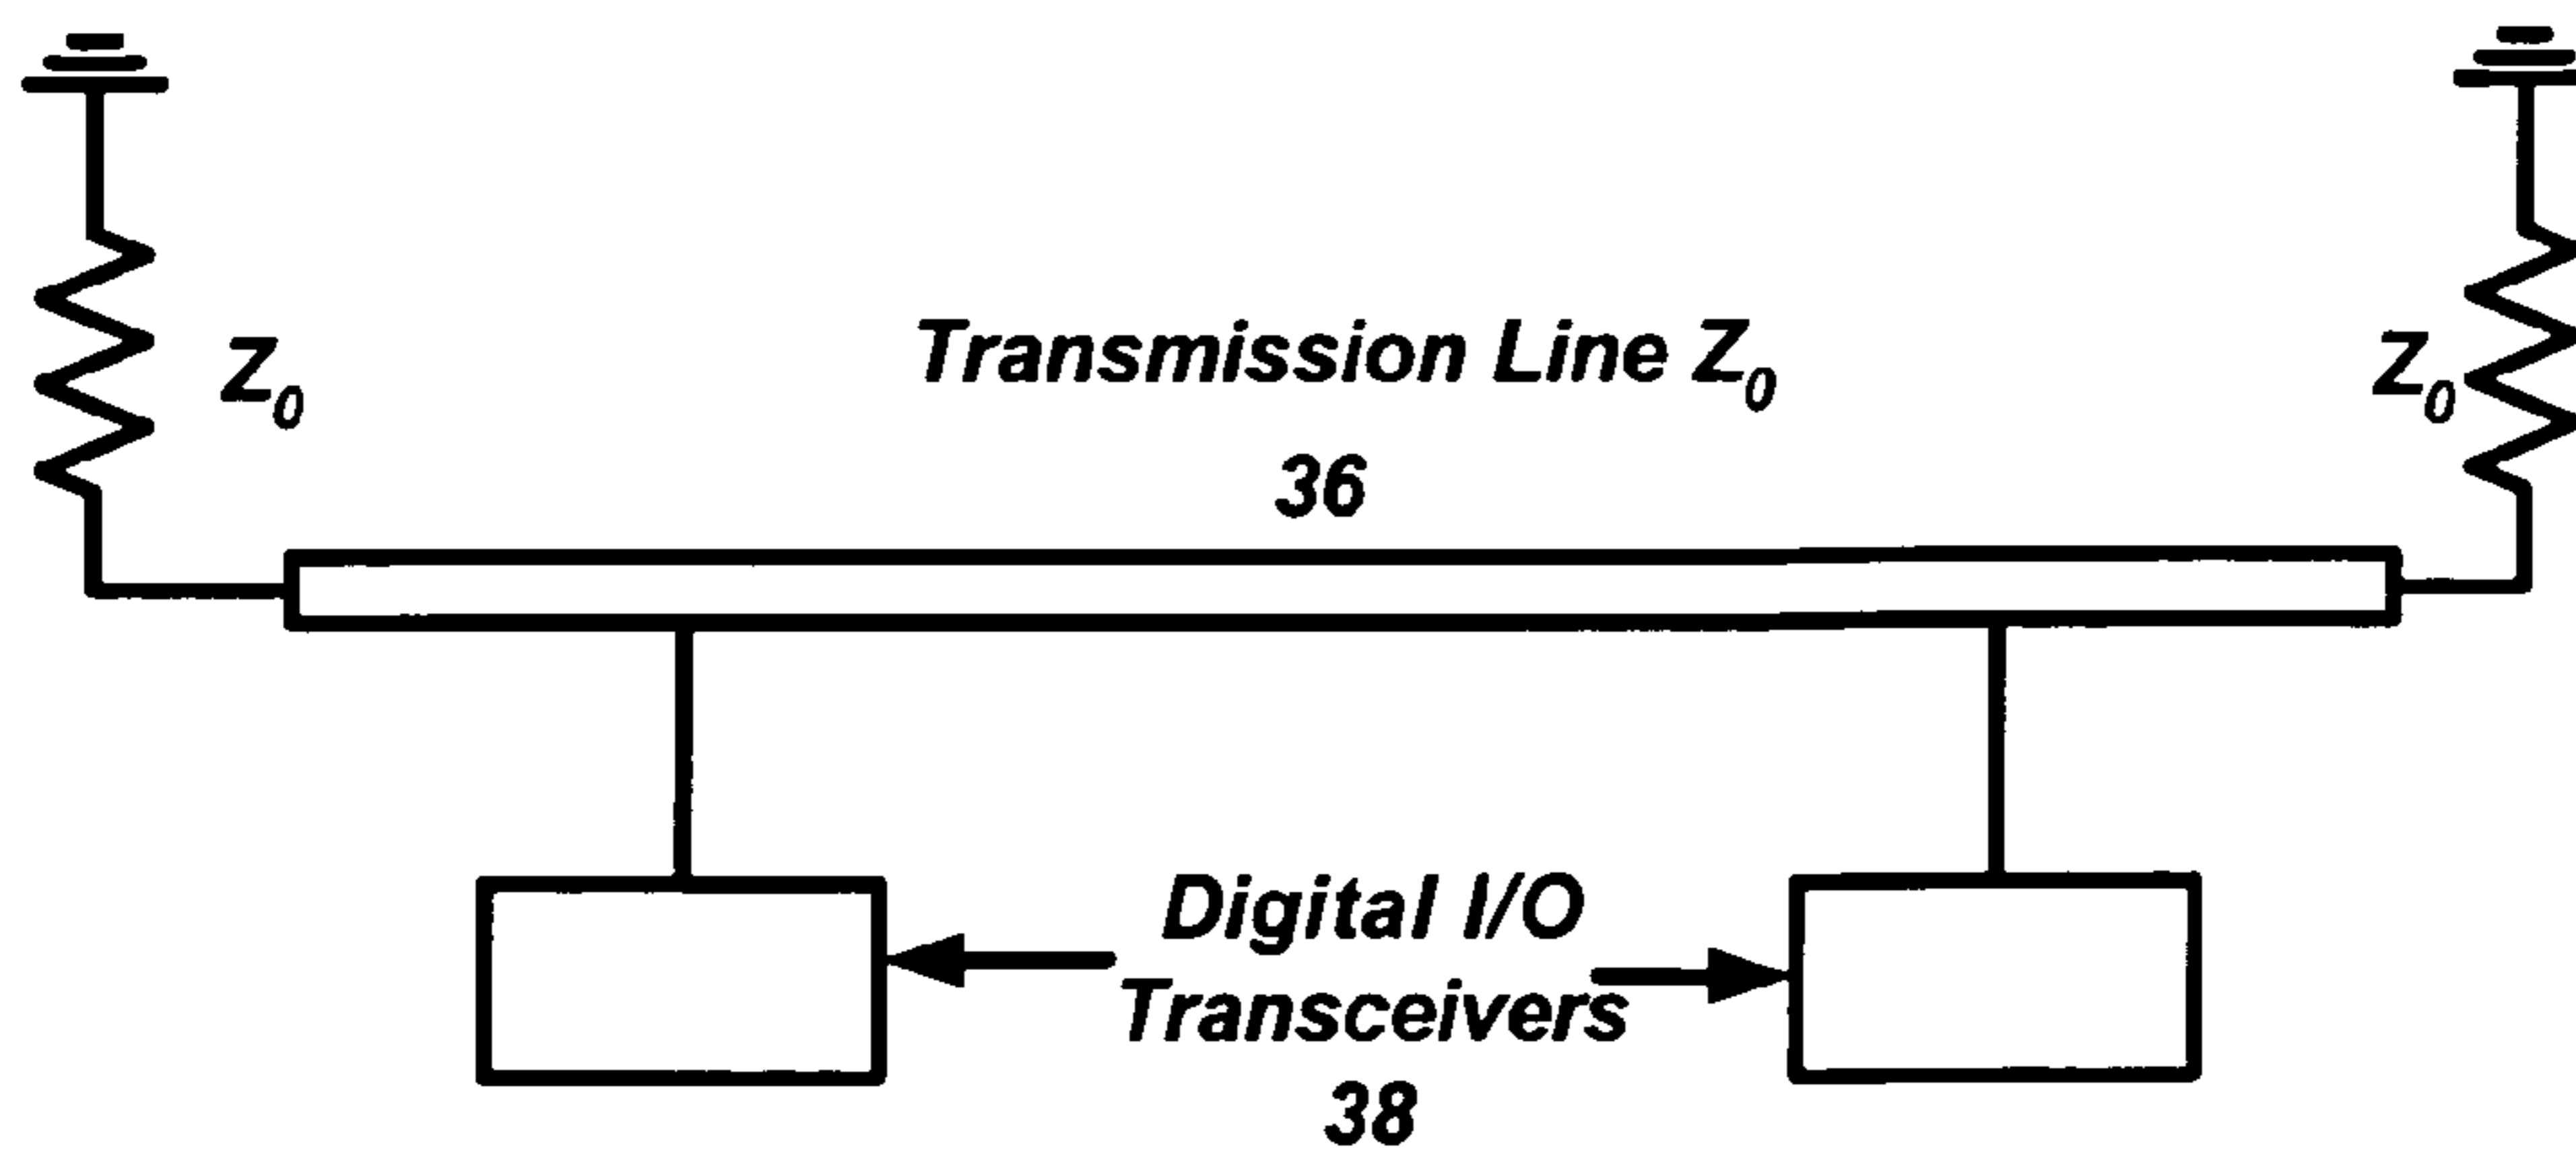 Transmission Line Z₀
Z₀
Z₀
36
Digital I/O
Transceivers
38